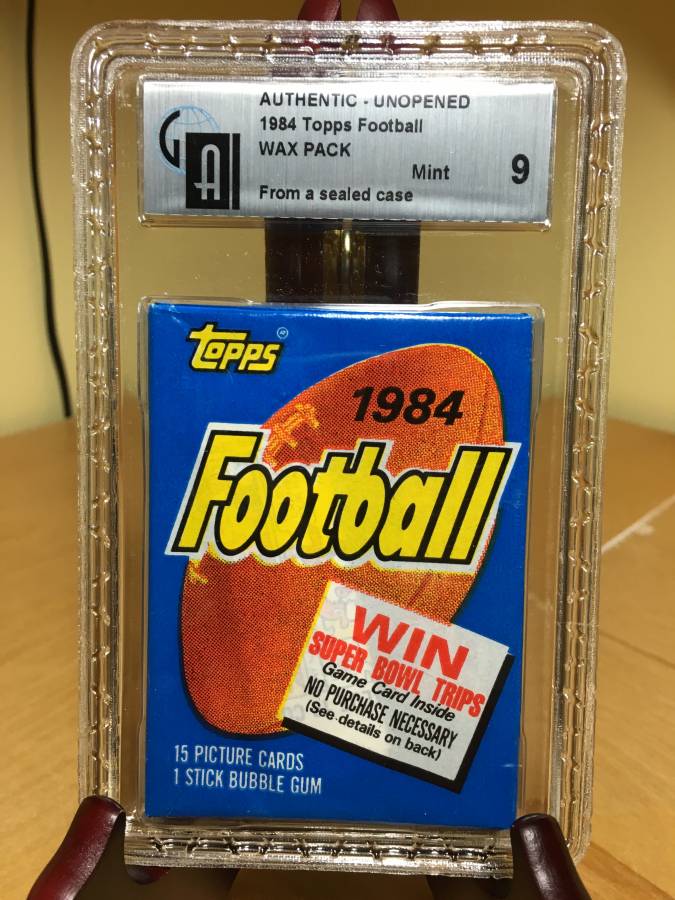 GAI
AUTHENTIC - UNOPENED
1984 Topps Football
WAX PACK
Mint 9
From a sealed case
topps ®
1984
Football
WIN
SUPER BOWL TRIPS
Game Card Inside
NO PURCHASE NECESSARY
(See details on back)
15 PICTURE CARDS
1 STICK BUBBLE GUM